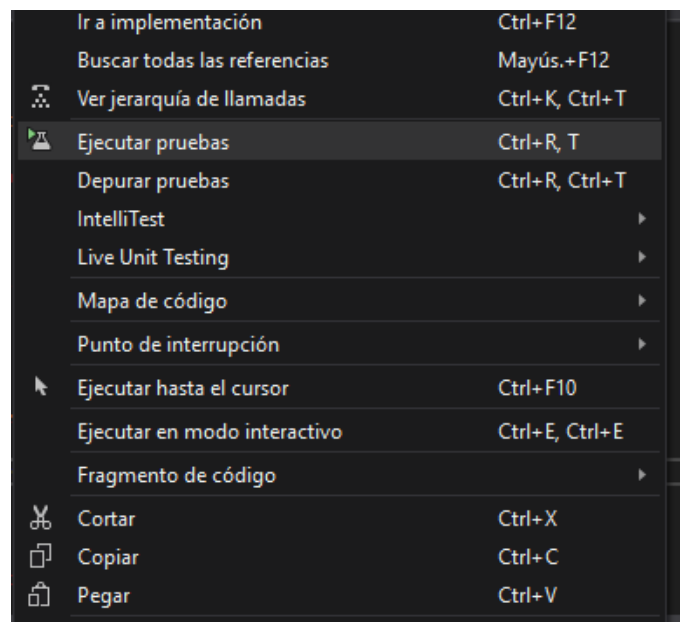 Ir a implementación Ctrl+F12
Buscar todas las referencias Mayús.+F12
Ver jerarquía de llamadas Ctrl+K, Ctrl+T
Ejecutar pruebas Ctrl+R, T
Depurar pruebas Ctrl+R, Ctrl+T
IntelliTest
Live Unit Testing
Mapa de código
Punto de interrupción
Ejecutar hasta el cursor Ctrl+F10
Ejecutar en modo interactivo Ctrl+E, Ctrl+E
Fragmento de código
Cortar Ctrl+X
Copiar Ctrl+C
Pegar Ctrl+V